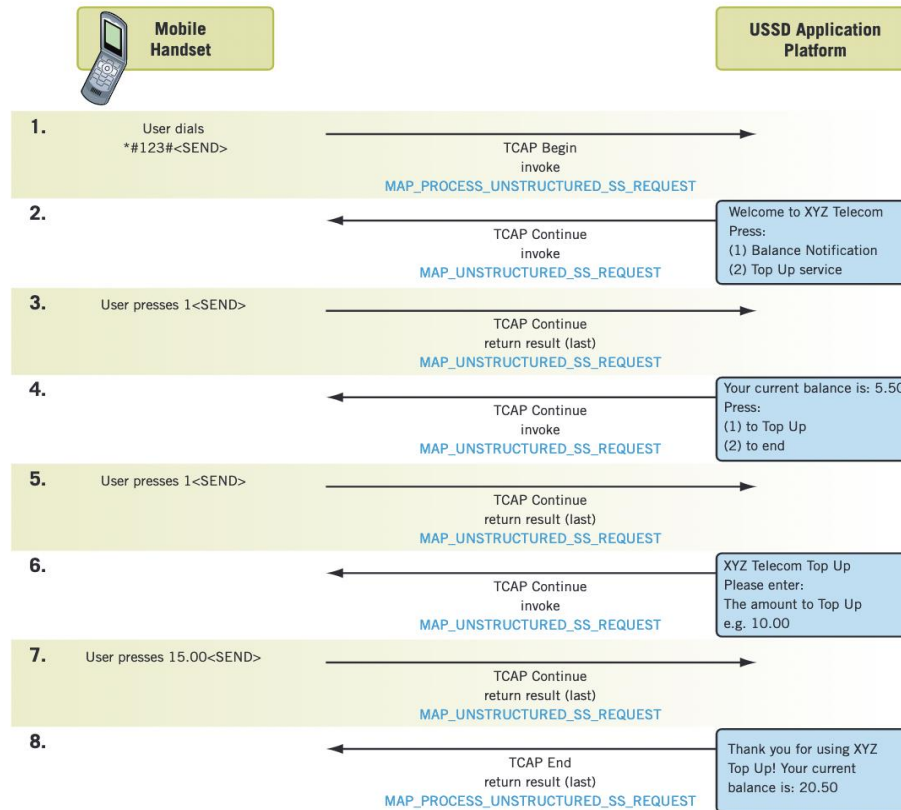 Mobile
Handset
USSD Application
Platform
1.
User dials
*#123#<SEND>
TCAP Begin
invoke
MAP_PROCESS_UNSTRUCTURED_SS_REQUEST
2.
TCAP Continue
invoke
MAP_UNSTRUCTURED_SS_REQUEST
Welcome to XYZ Telecom
Press:
(1) Balance Notification
(2) Top Up service
3.
User presses 1<SEND>
TCAP Continue
return result (last)
MAP_UNSTRUCTURED_SS_REQUEST
4.
TCAP Continue
invoke
MAP_UNSTRUCTURED_SS_REQUEST
Your current balance is: 5.50
Press:
(1) to Top Up
(2) to end
5.
User presses 1<SEND>
TCAP Continue
return result (last)
MAP_UNSTRUCTURED_SS_REQUEST
6.
TCAP Continue
invoke
MAP_UNSTRUCTURED_SS_REQUEST
XYZ Telecom Top Up
Please enter:
The amount to Top Up
e.g. 10.00
7.
User presses 15.00<SEND>
TCAP Continue
return result (last)
MAP_UNSTRUCTURED_SS_REQUEST
8.
TCAP End
return result (last)
MAP_PROCESS_UNSTRUCTURED_SS_REQUEST
Thank you for using XYZ
Top Up! Your current
balance is: 20.50